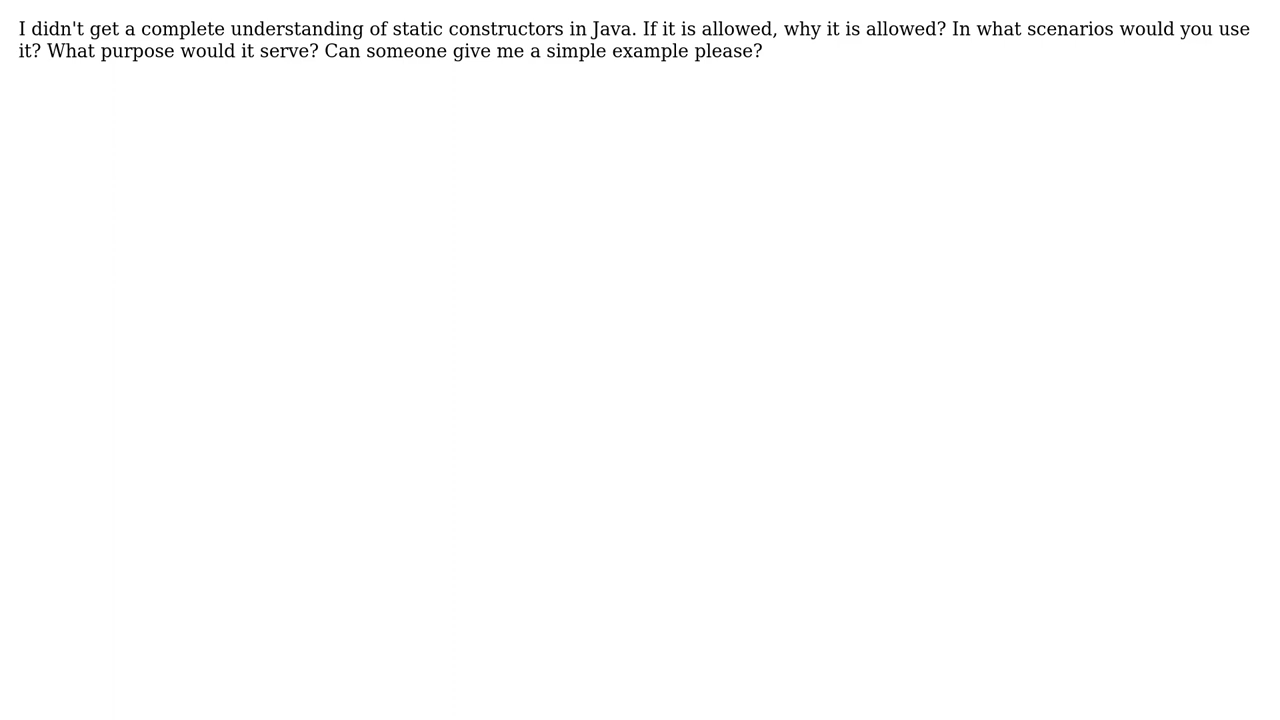 I didn't get a complete understanding of static constructors in Java. If it is allowed, why it is allowed? In what scenarios would you use
it? What purpose would it serve? Can someone give me a simple example please?